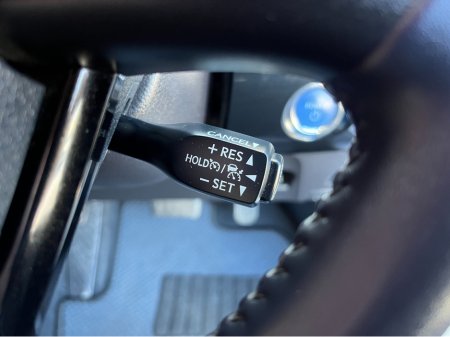 CANCEL
+ RES
HOLD /
− SET